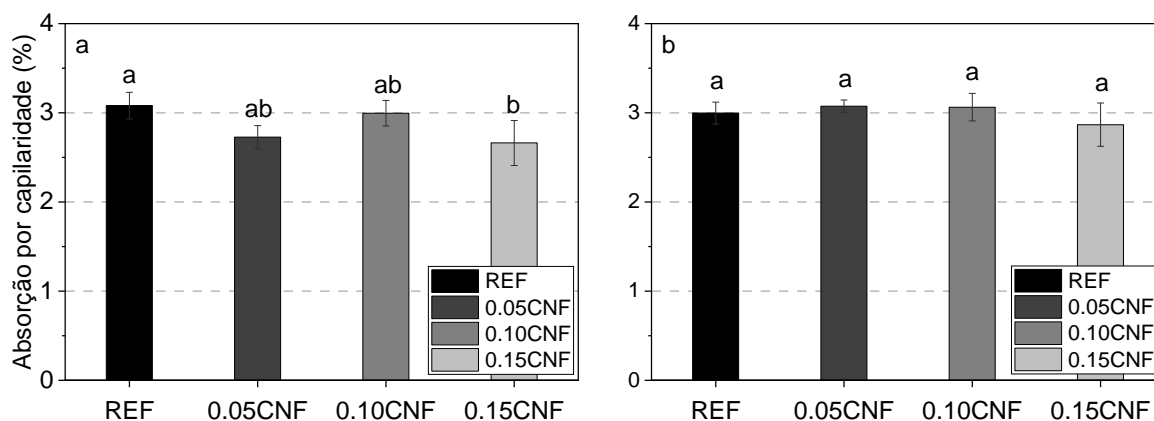 Absorção por capilaridade (%)
4
3
2
1
0
a
a
ab
ab
b
REF
0.05CNF
0.10CNF
0.15CNF
REF
0.05CNF
0.10CNF
0.15CNF
4
3
2
1
0
b
a
a
a
a
REF
0.05CNF
0.10CNF
0.15CNF
REF
0.05CNF
0.10CNF
0.15CNF